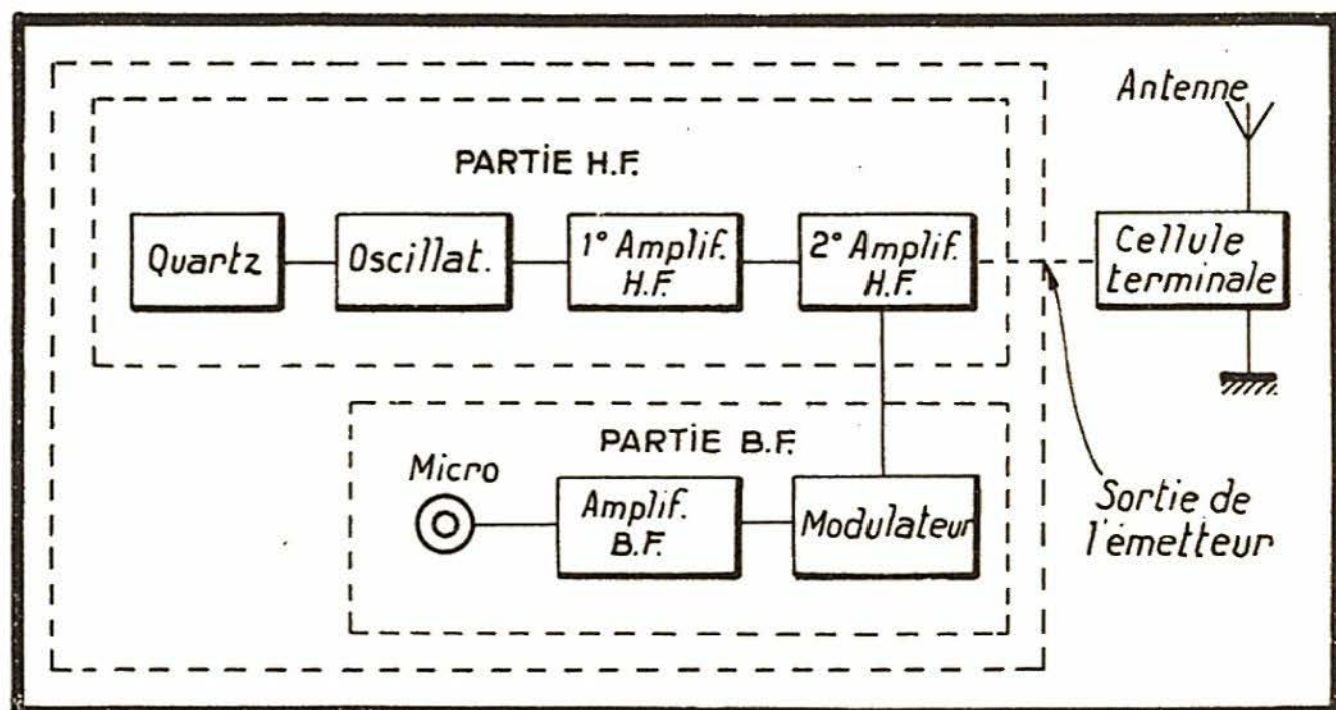 Antenne
PARTiE H.F.
Quartz
Oscillat.
1° Amplif.
H.F.
2° Amplif.
H.F.
Cellule
terminale
PARTiE B.F.
Micro
Amplif.
B.F.
Modulateur
Sortie de
l'émetteur